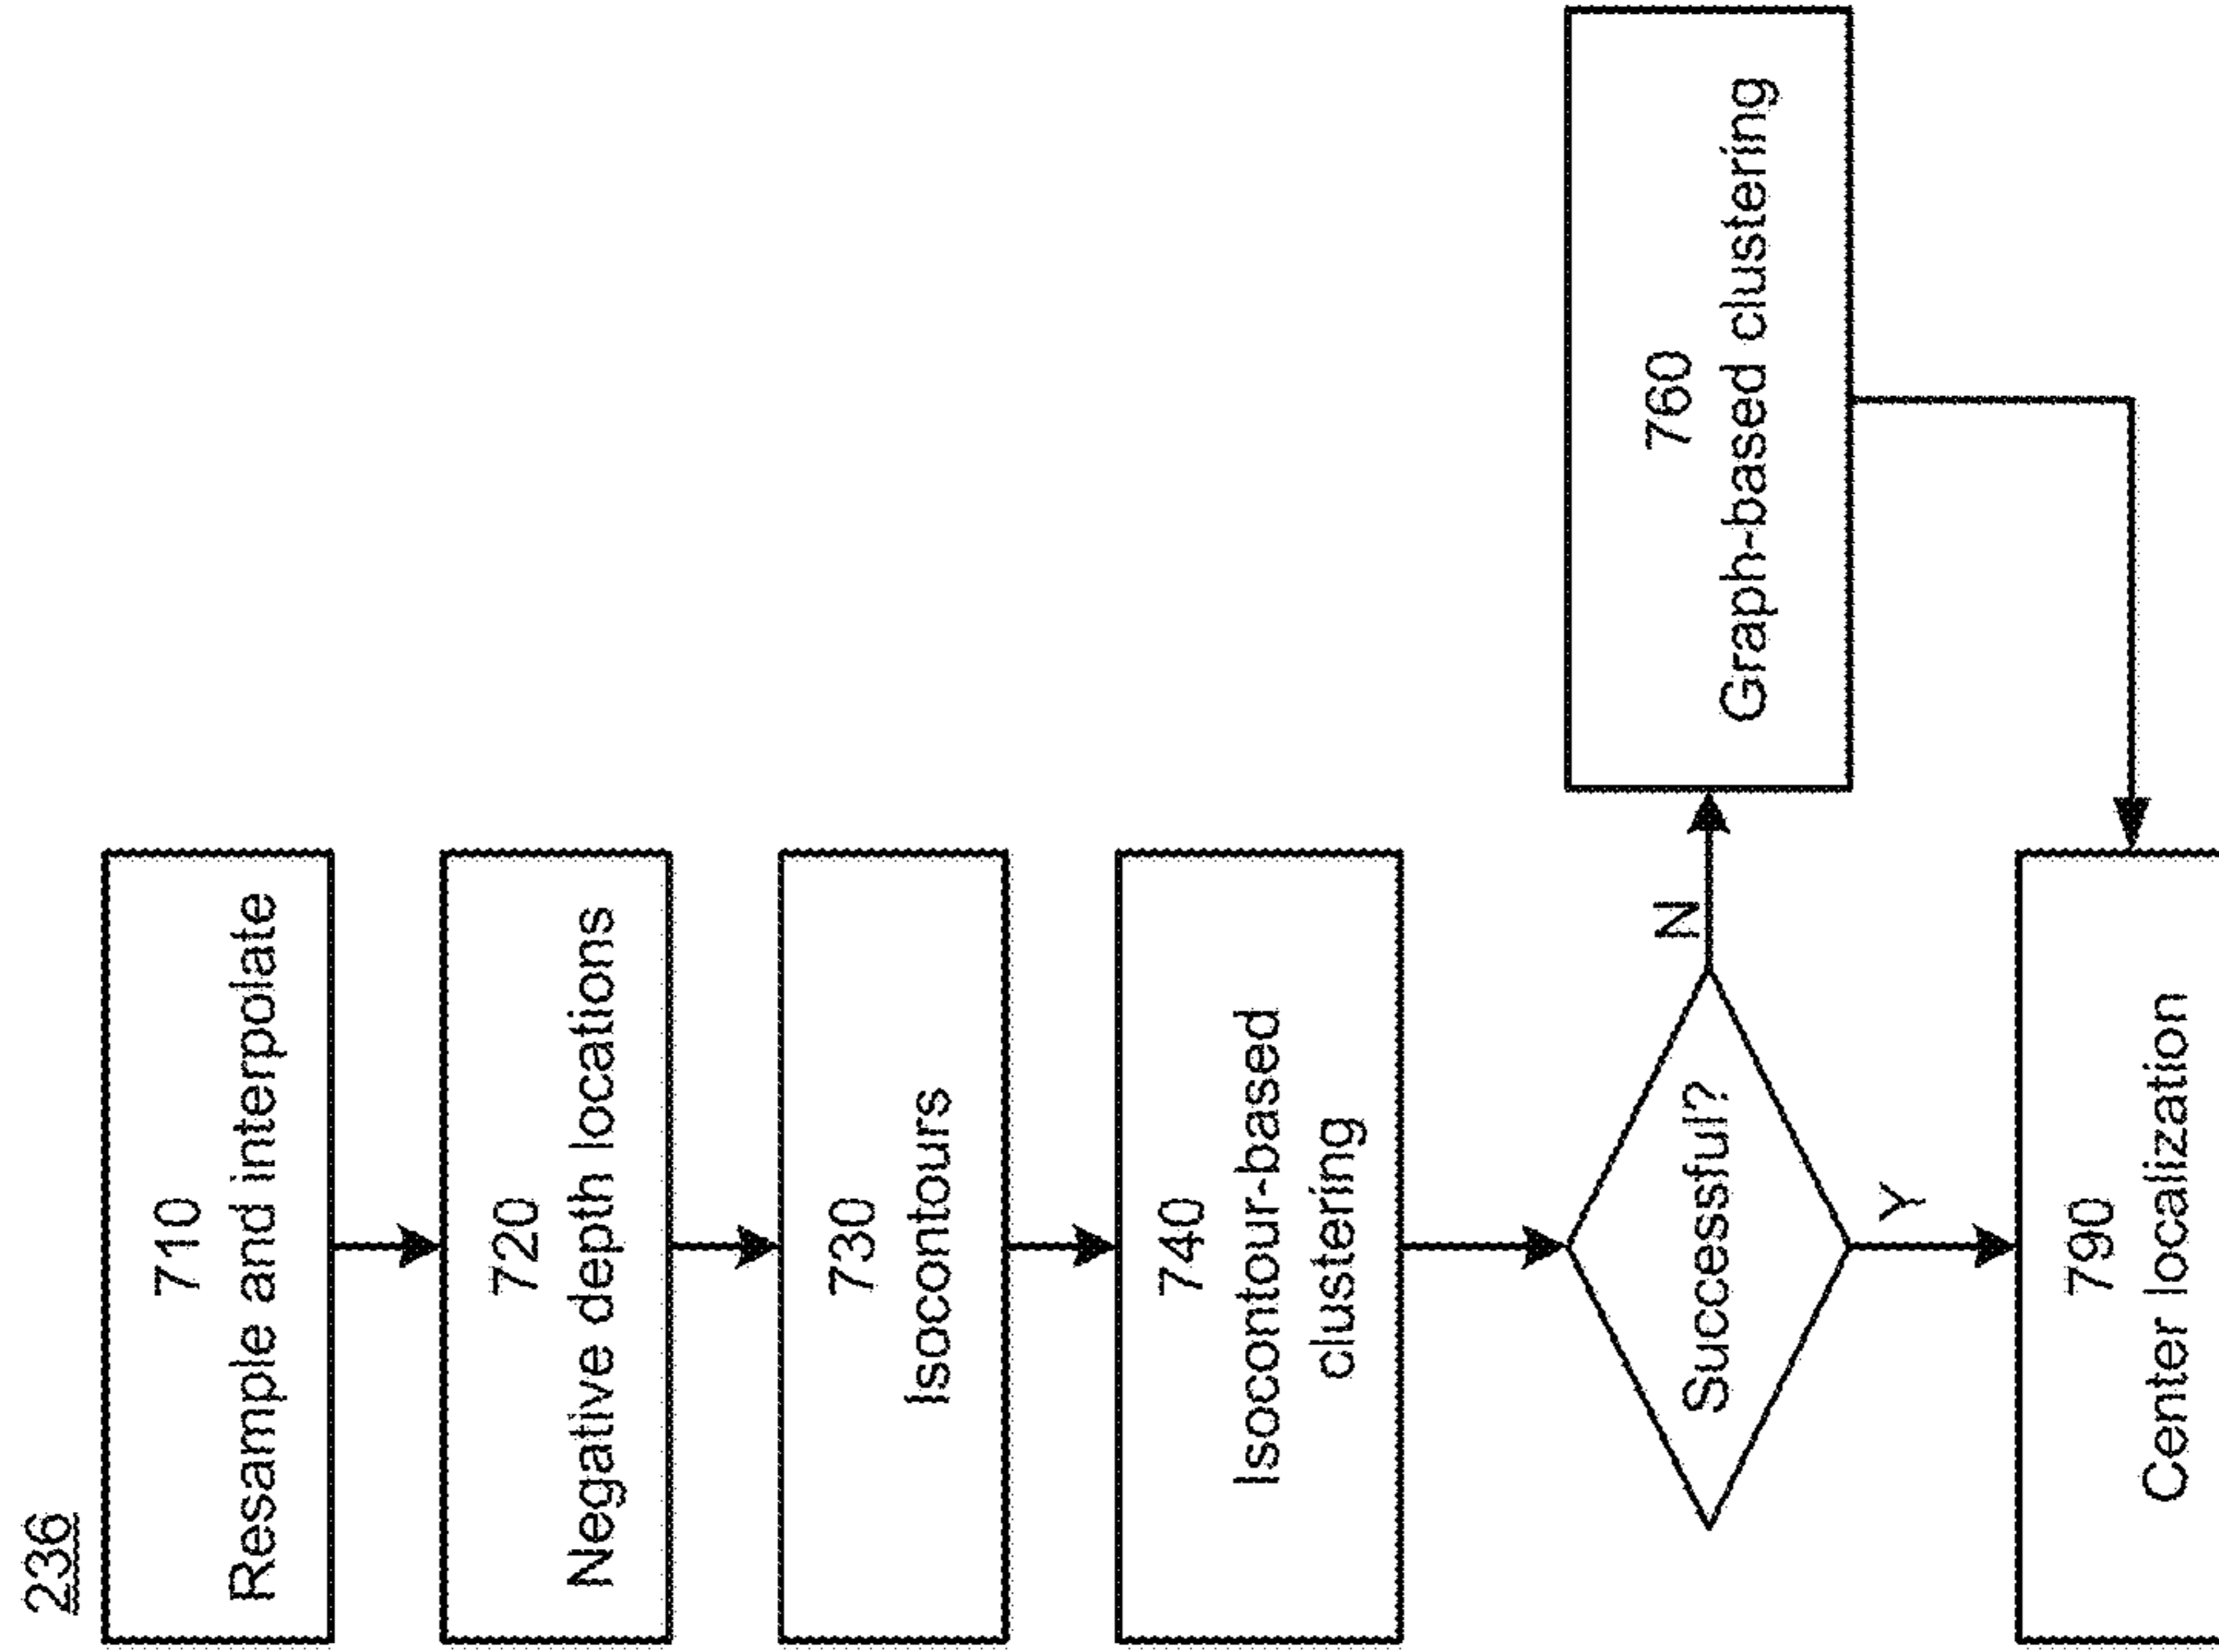 236
710
Resample and interpolate
720
Negative depth locations
730
Isocontours
740
Isocontour-based
clustering
Successful?
N
Y
760
Graph-based clustering
790
Center localization